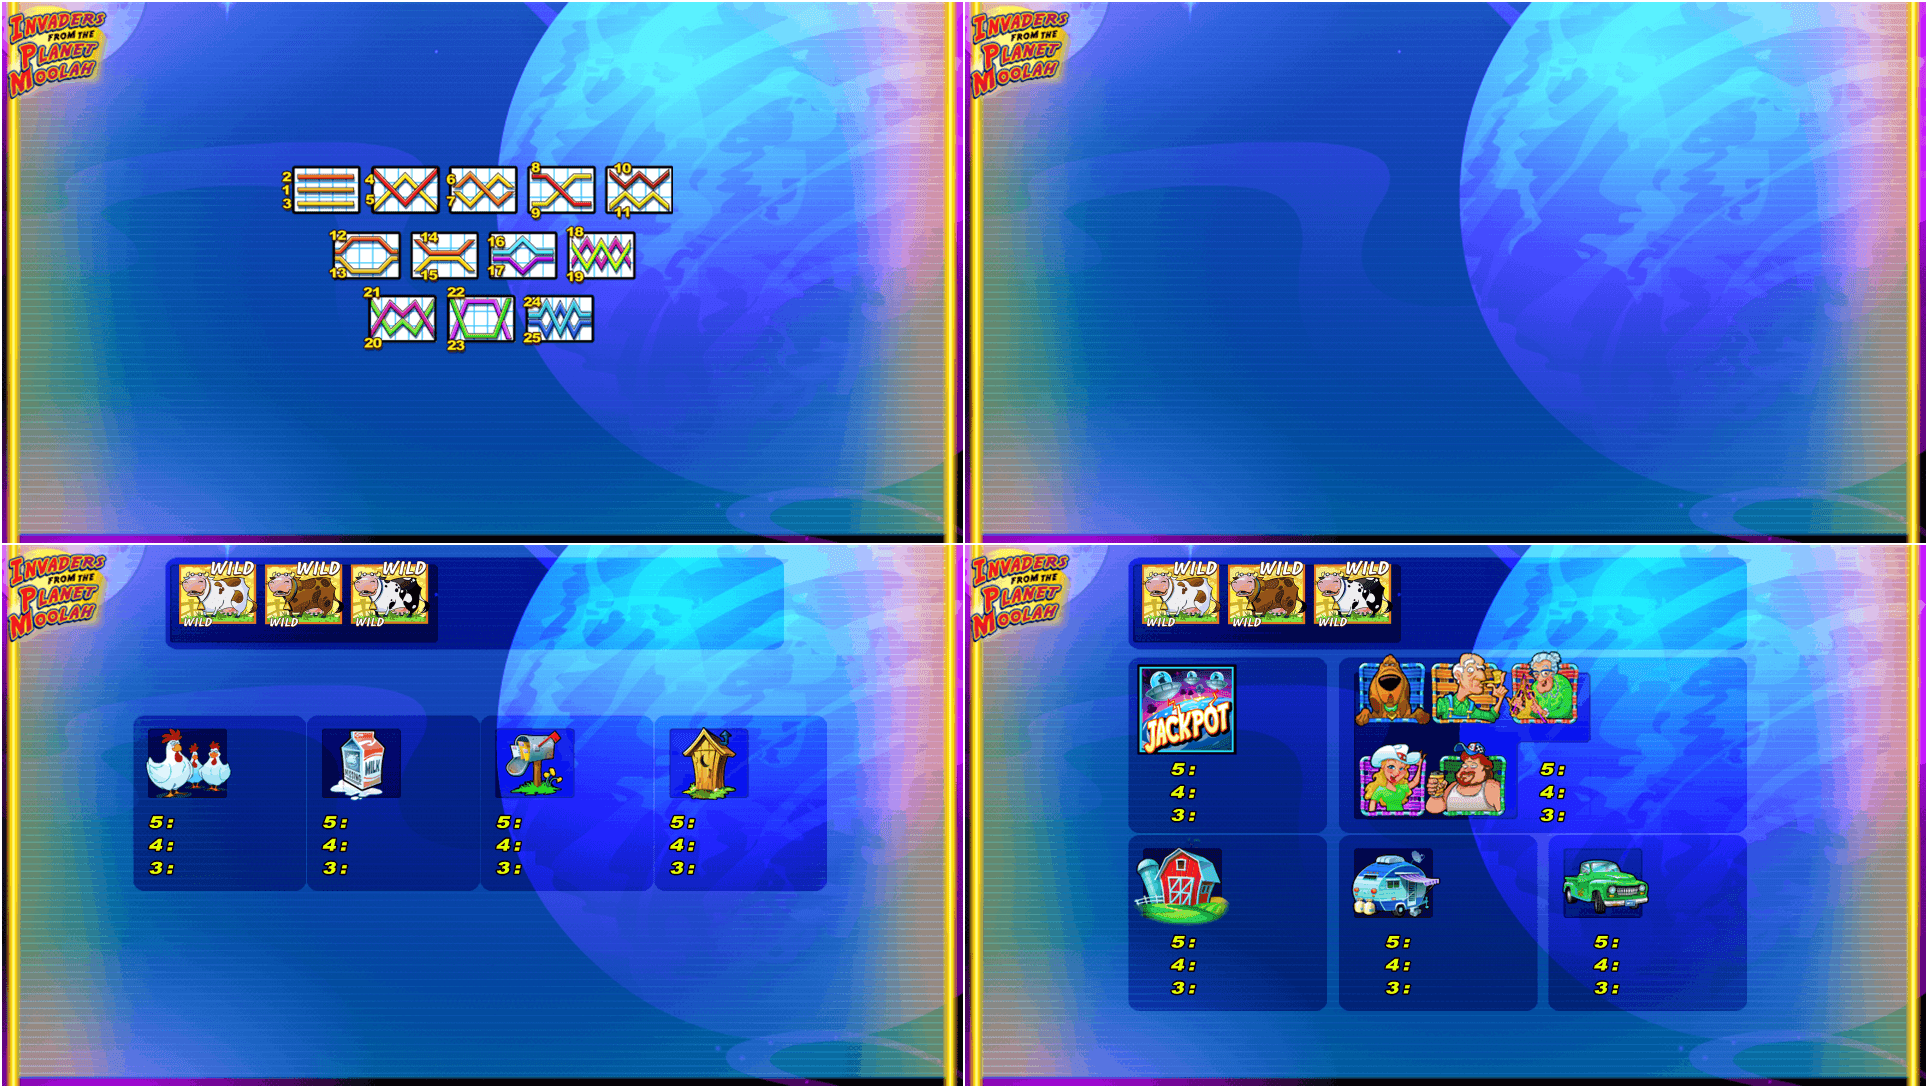 INVADERS
FROM THE
PLANET
MOOLAH
2
1
3
4
5
6
7
8
9
10
11
12
13
14
15
16
17
18
19
21
20
22
23
24
25
INVADERS
FROM THE
PLANET
MOOLAH
INVADERS
FROM THE
PLANET
MOOLAH
WILD WILD WILD
WILD WILD WILD
MISSING MILK
5: 5: 5: 5:
4: 4: 4: 4:
3: 3: 3: 3:
INVADERS
FROM THE
PLANET
MOOLAH
WILD WILD WILD
WILD WILD WILD
JACKPOT
5:
4:
3:
5:
4:
3:
5: 5: 5:
4: 4: 4:
3: 3: 3: